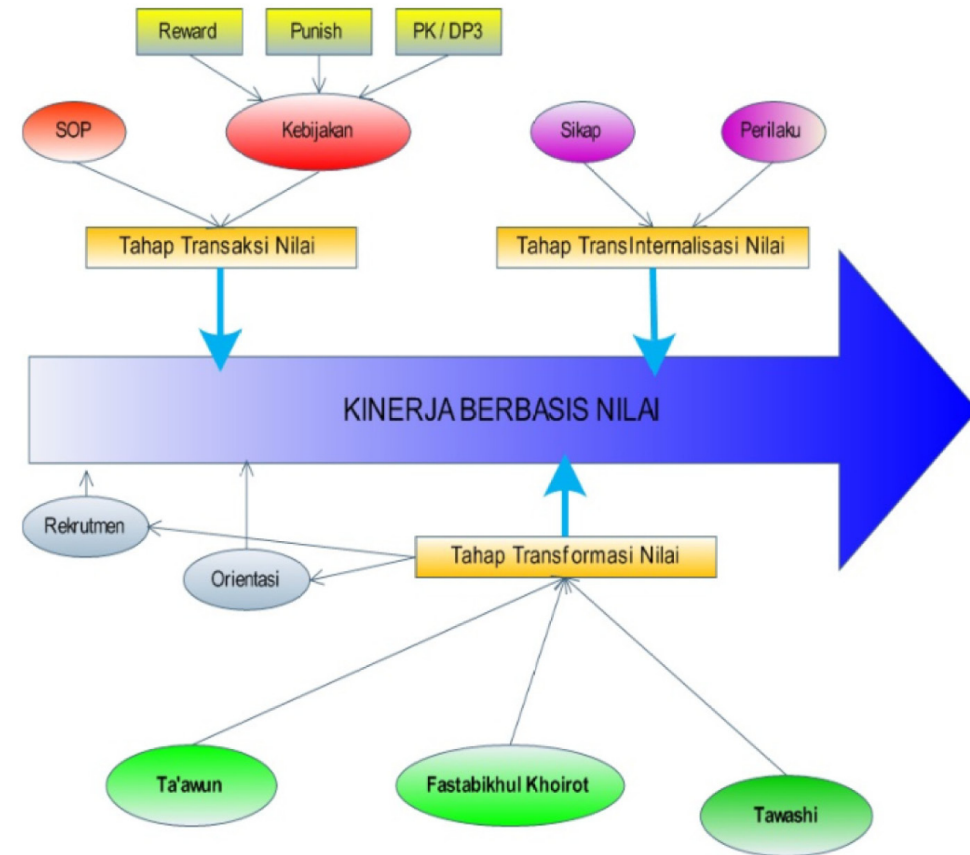 Reward
Punish
PK / DP3
SOP
Kebijakan
Sikap
Perilaku
Tahap Transaksi Nilai
Tahap TransInternalisasi Nilai
KINERJA BERBASIS NILAI
Rekrutmen
Orientasi
Tahap Transformasi Nilai
Ta'awun
Fastabikhul Khoirot
Tawashi